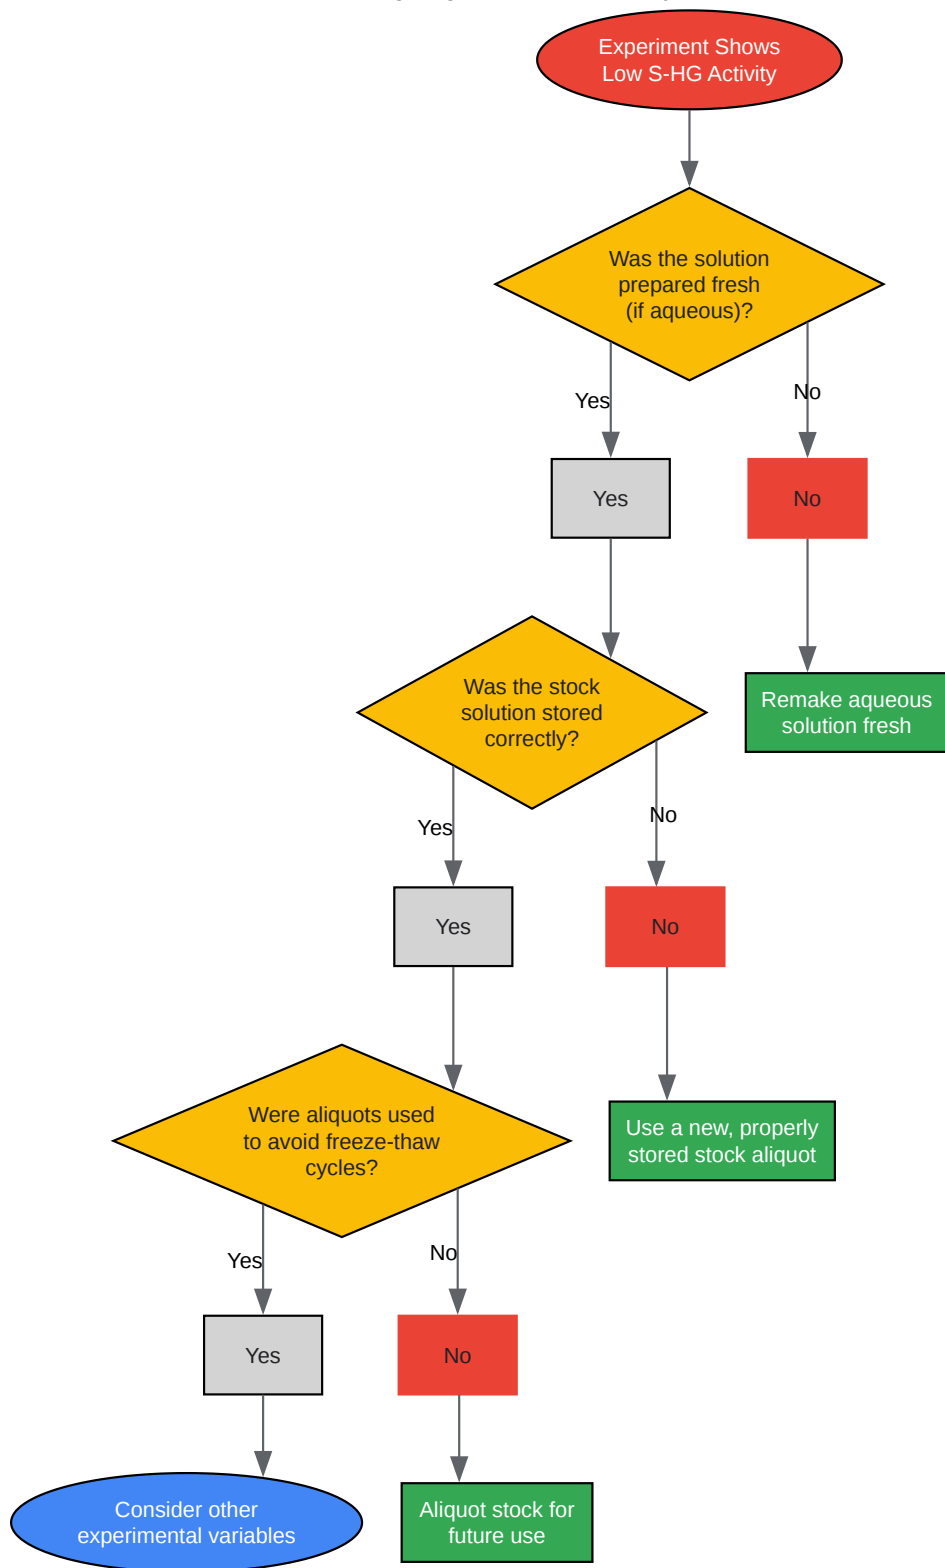 Experiment Shows
Low S-HG Activity
Was the solution
prepared fresh
(if aqueous)?
Yes
No
Yes
No
Was the stock
solution stored
correctly?
Remake aqueous
solution fresh
Yes
No
Yes
No
Were aliquots used
to avoid freeze-thaw
cycles?
Use a new, properly
stored stock aliquot
Yes
No
Yes
No
Consider other
experimental variables
Aliquot stock for
future use